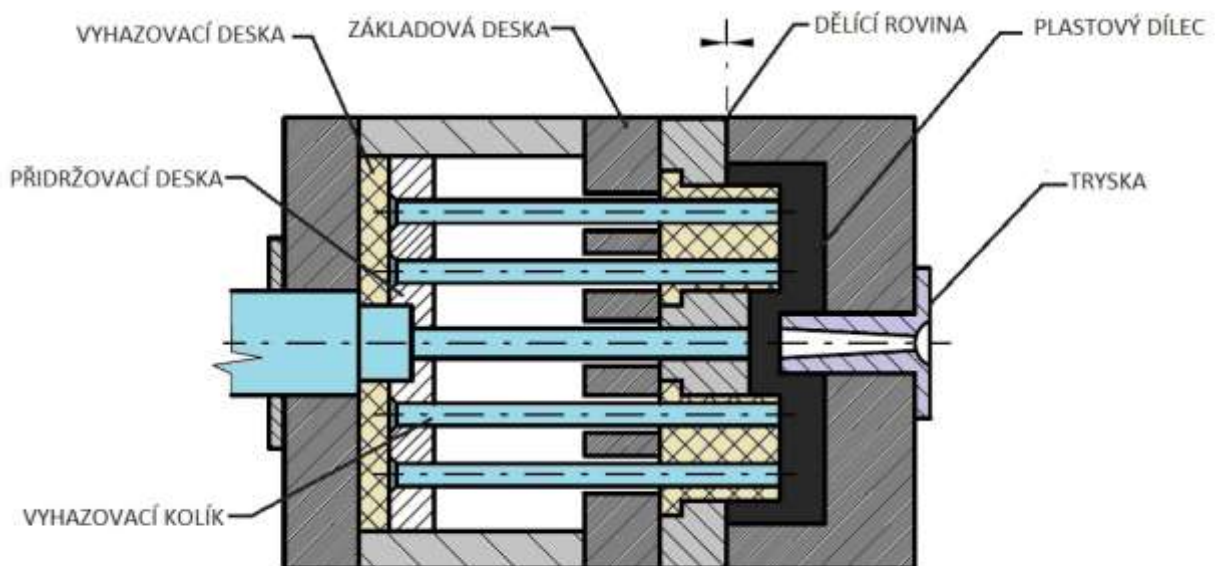 VYHAZOVACÍ DESKA
ZÁKLADOVÁ DESKA
DĚLÍCÍ ROVINA
PLASTOVÝ DÍLEC
PŘIDRŽOVACÍ DESKA
TRYSKA
VYHAZOVACÍ KOLÍK